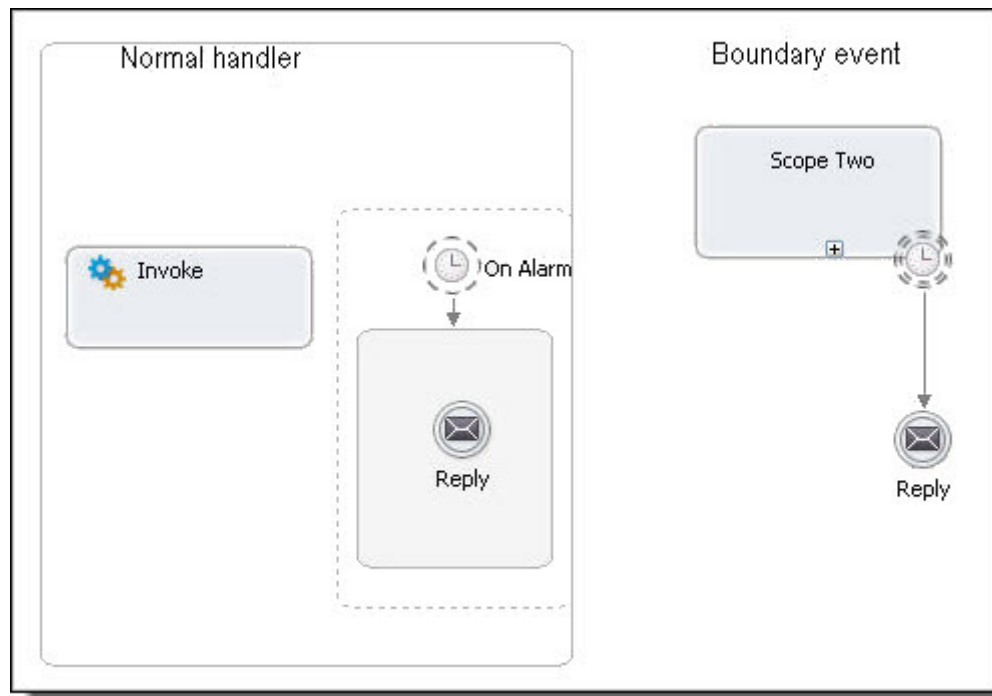 Normal handler
Boundary event
Scope Two
Invoke
On Alarm
Reply
Reply